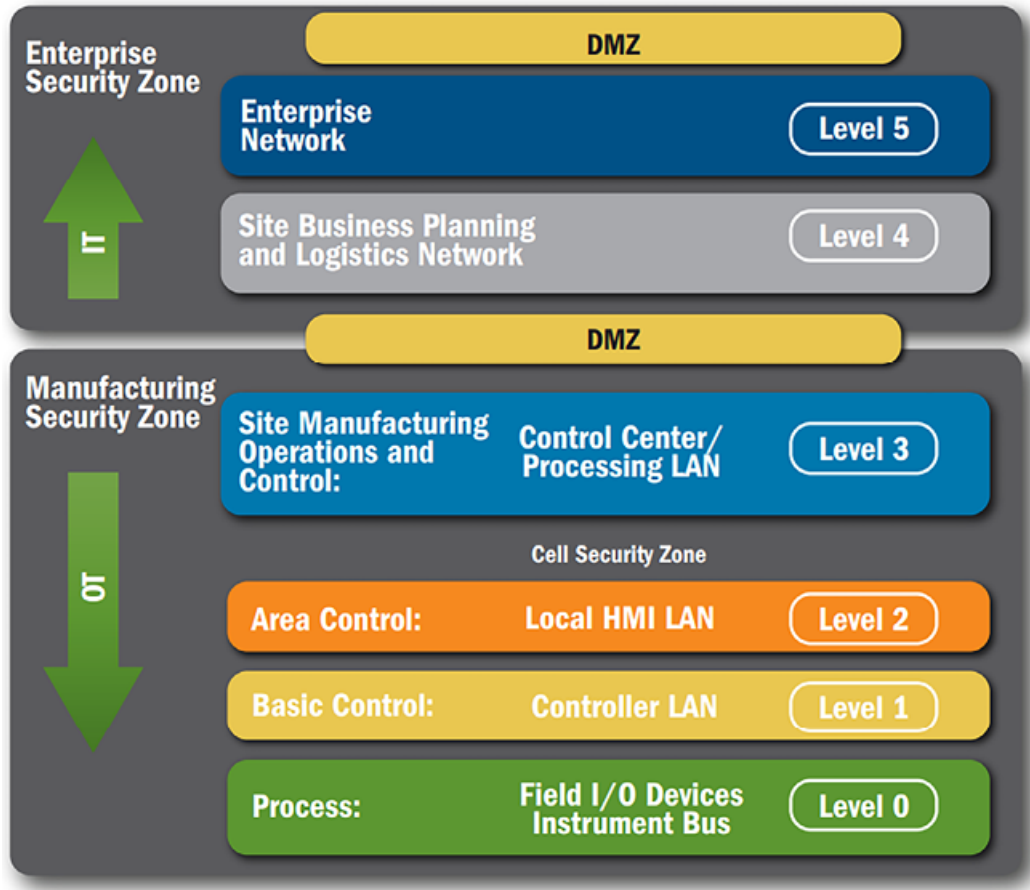 DMZ
Enterprise
Security Zone
Enterprise
Network
Level 5
IT
Site Business Planning
and Logistics Network
Level 4
DMZ
Manufacturing
Security Zone
Site Manufacturing
Operations and
Control:
Control Center/
Processing LAN
Level 3
OT
Cell Security Zone
Area Control:
Local HMI LAN
Level 2
Basic Control:
Controller LAN
Level 1
Process:
Field I/O Devices
Instrument Bus
Level 0